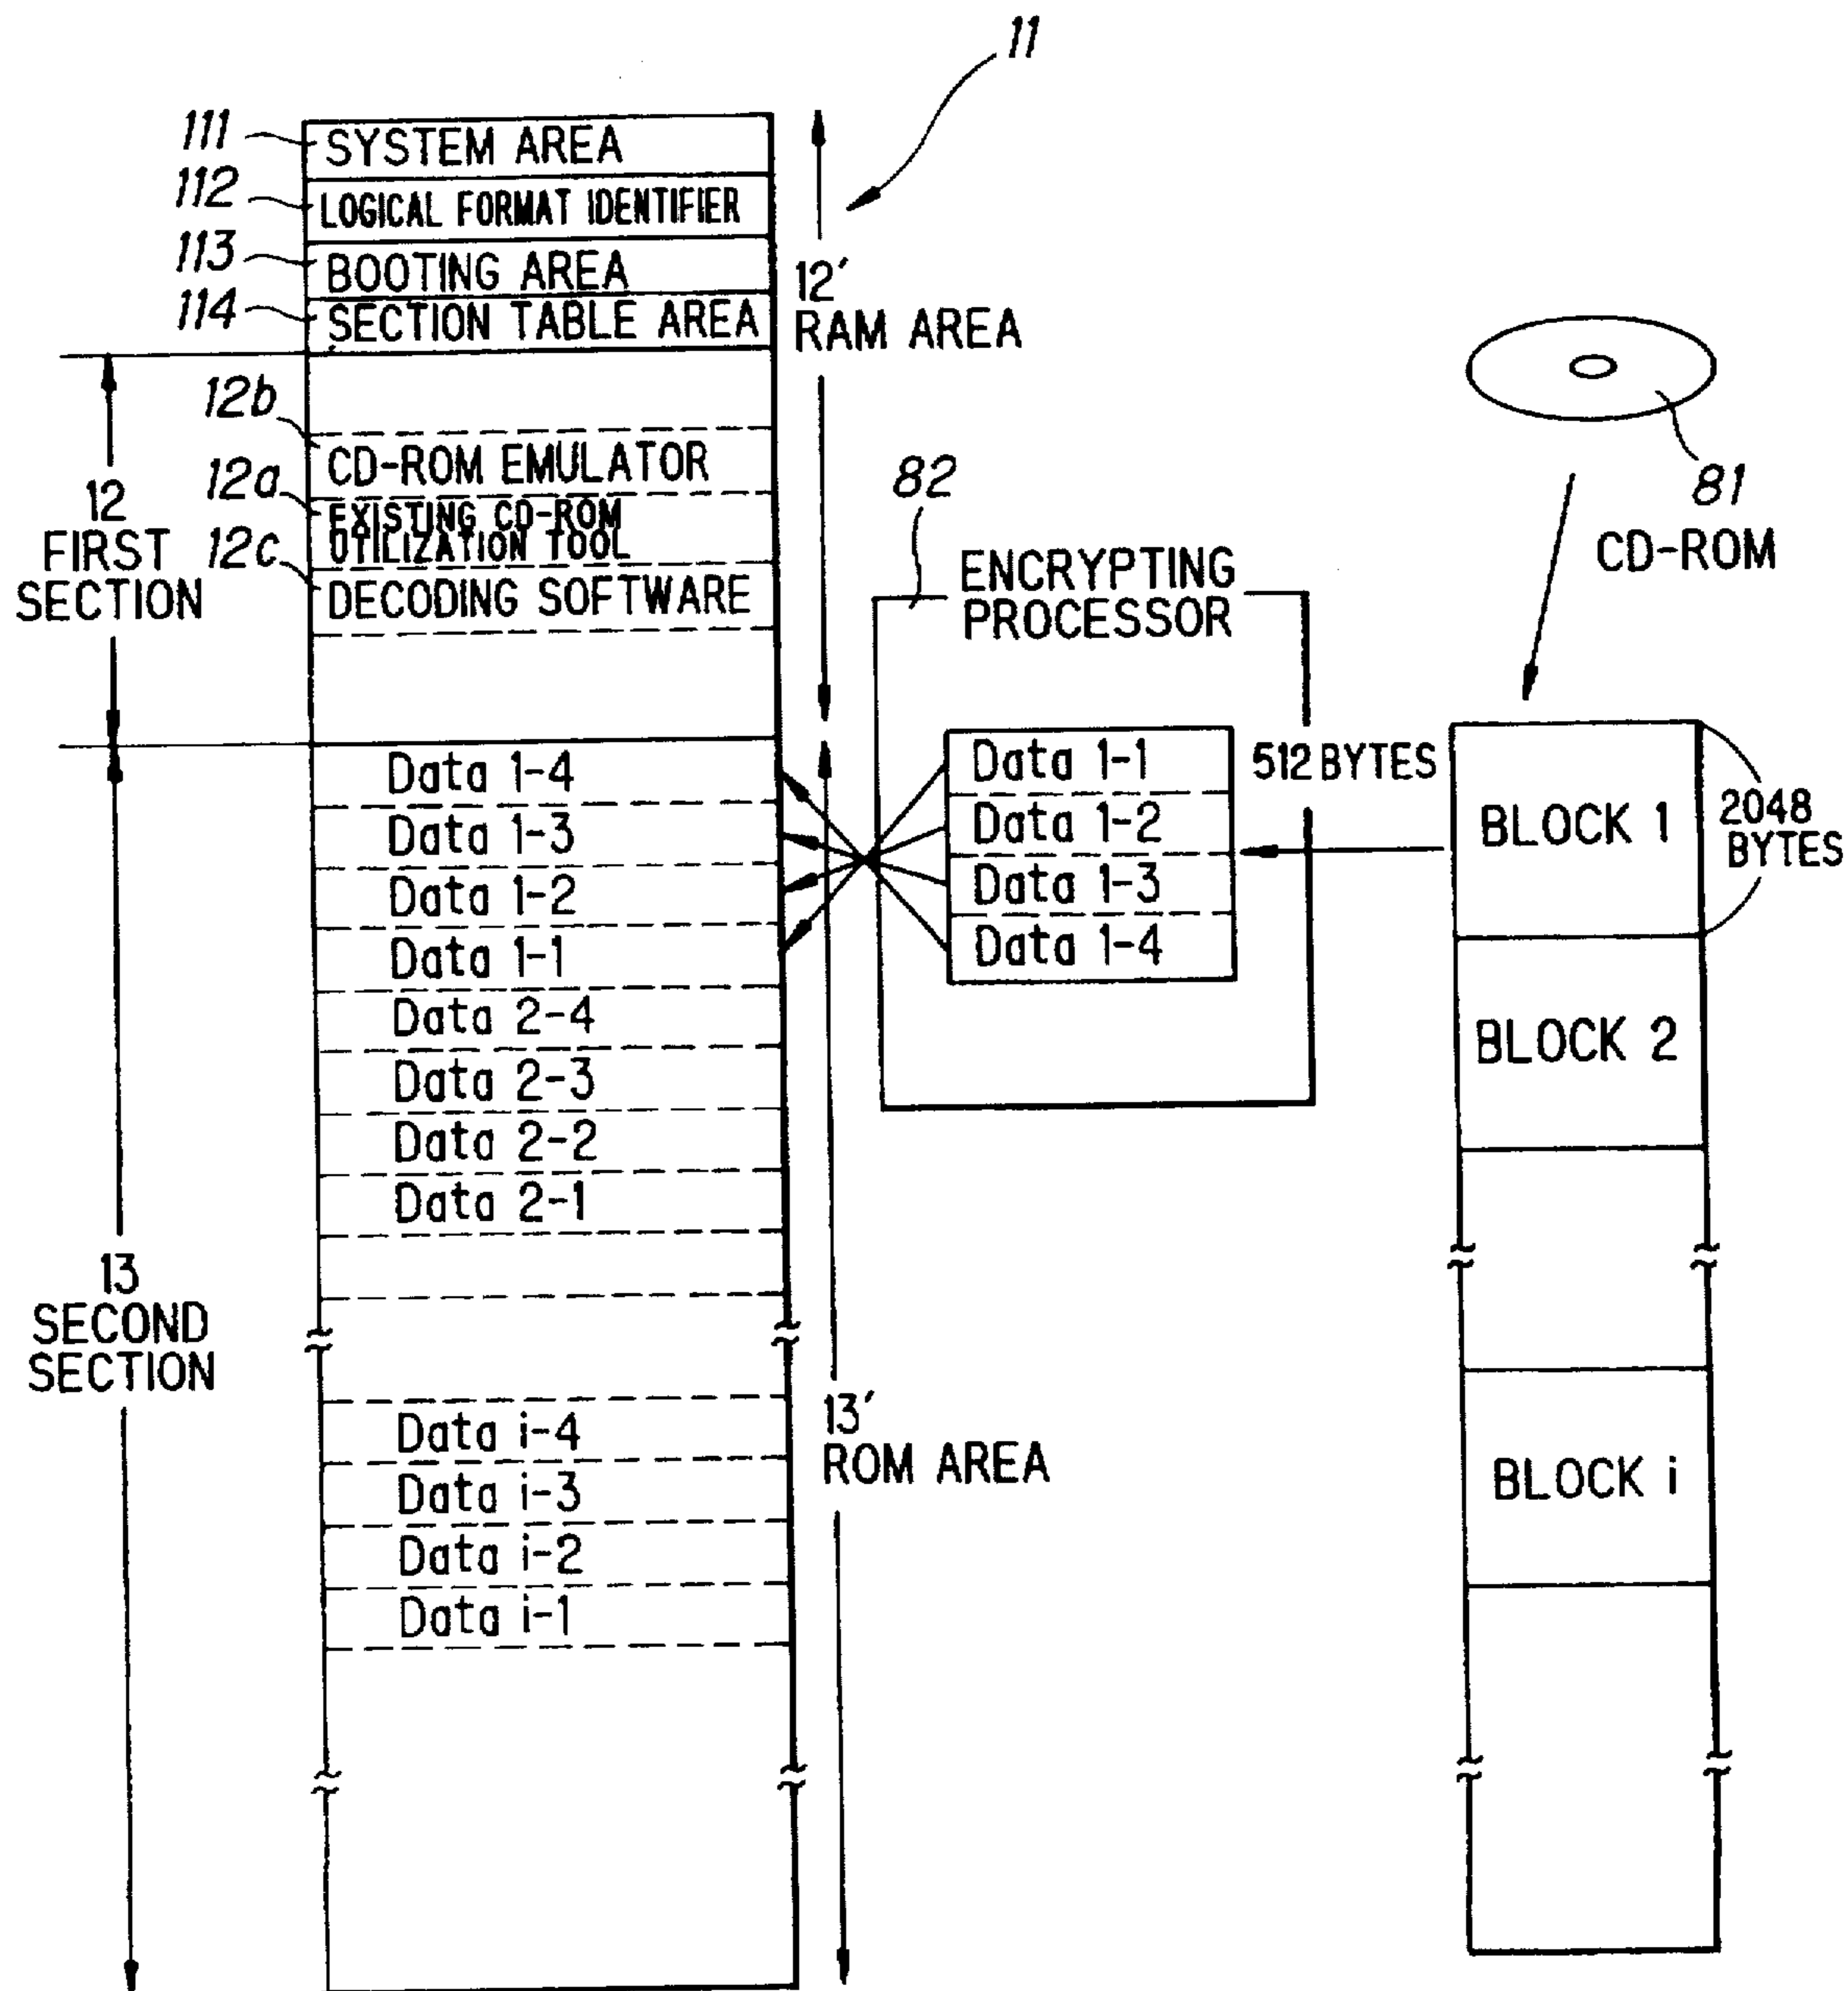 11
111
SYSTEM AREA
112
LOGICAL FORMAT IDENTIFIER
113
BOOTING AREA
114
SECTION TABLE AREA
12'
RAM AREA
12b
CD-ROM EMULATOR
12a
EXISTING CD-ROM
UTILIZATION TOOL
12c
DECODING SOFTWARE
12
FIRST
SECTION
82
ENCRYPTING
PROCESSOR
81
CD-ROM
Data 1-4
Data 1-3
Data 1-2
Data 1-1
Data 2-4
Data 2-3
Data 2-2
Data 2-1
Data i-4
Data i-3
Data i-2
Data i-1
13
SECOND
SECTION
13'
ROM AREA
Data 1-1
Data 1-2
Data 1-3
Data 1-4
512 BYTES
BLOCK 1
2048
BYTES
BLOCK 2
BLOCK i